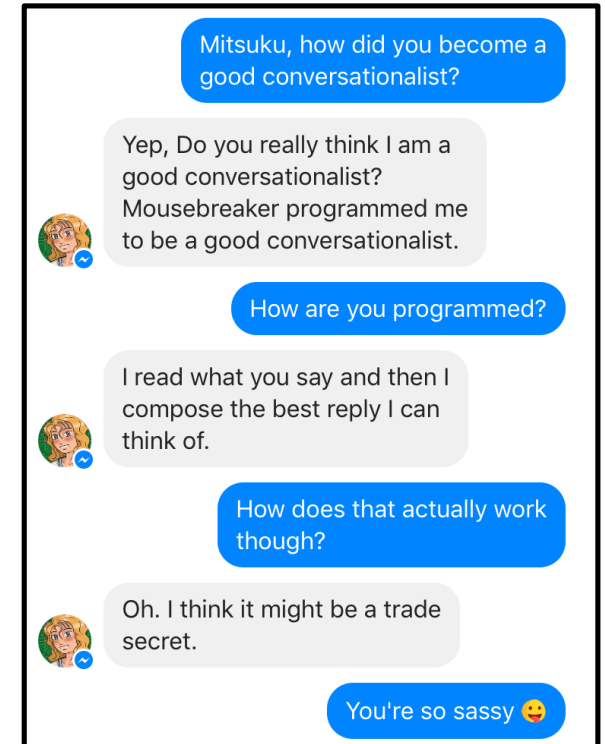 Mitsuku, how did you become a
good conversationalist?
Yep, Do you really think I am a
good conversationalist?
Mousebreaker programmed me
to be a good conversationalist.
How are you programmed?
I read what you say and then I
compose the best reply I can
think of.
How does that actually work
though?
Oh. I think it might be a trade
secret.
You're so sassy 😜